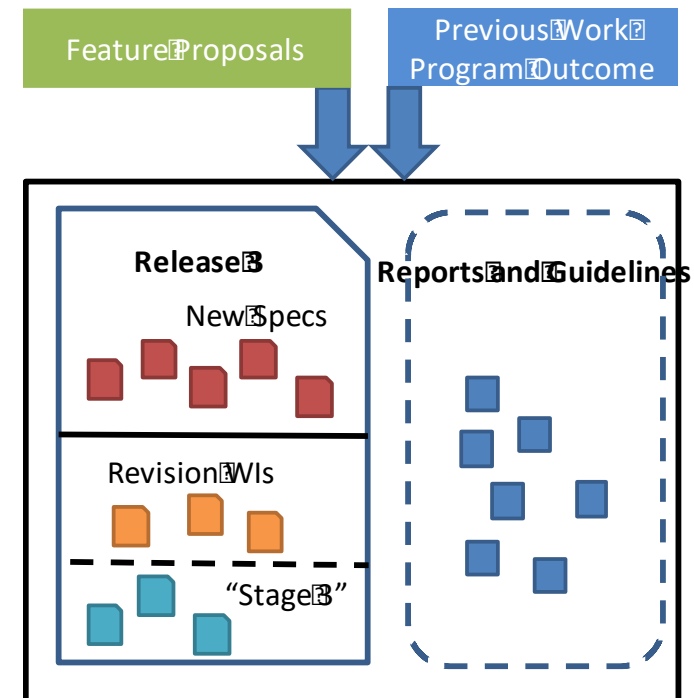 Feature Proposals
Previous Work
Program Outcome
Release 3
Reports and Guidelines
New Specs
Revision WIs
“Stage 3”